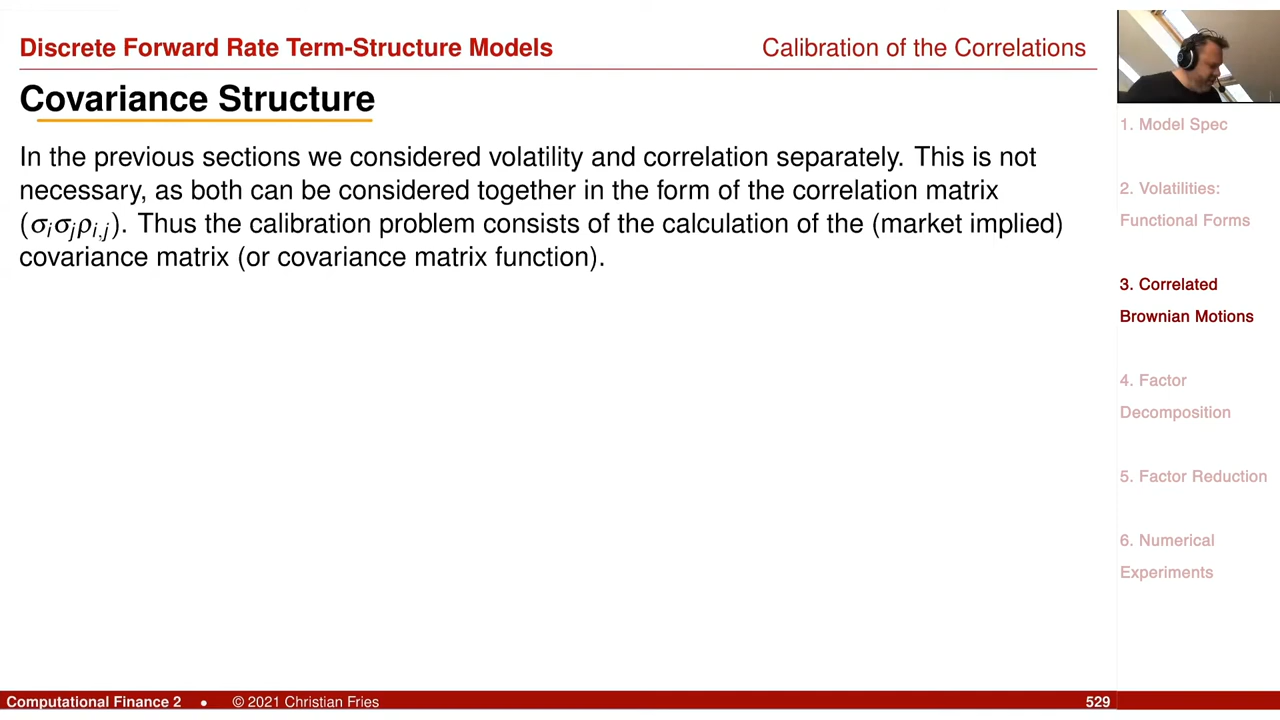 Discrete Forward Rate Term-Structure Models
Calibration of the Correlations
Covariance Structure
In the previous sections we considered volatility and correlation separately. This is not
necessary, as both can be considered together in the form of the correlation matrix
(σᵢσⱼρᵢ,ⱼ). Thus the calibration problem consists of the calculation of the (market implied)
covariance matrix (or covariance matrix function).
1. Model Spec
2. Volatilities:
Functional Forms
3. Correlated
Brownian Motions
4. Factor
Decomposition
5. Factor Reduction
6. Numerical
Experiments
Computational Finance 2 • © 2021 Christian Fries
529